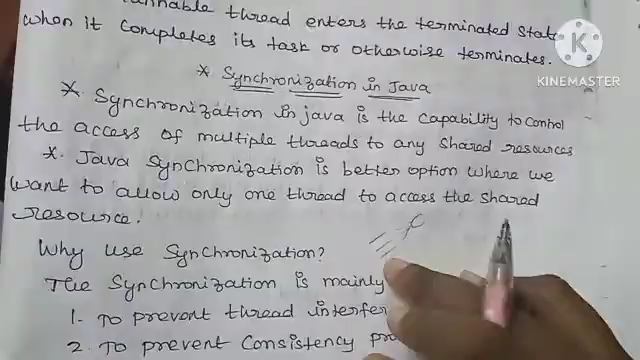 runnable thread enters the terminated state
when it completes its task or otherwise terminates.
* Synchronization in Java
* Synchronization in java is the capability to control
the access of multiple threads to any shared resources
* Java Synchronization is better option where we
want to allow only one thread to access the shared
resource.
Why use Synchronization?
The Synchronization is mainly
1. To prevent thread
2. To prevent Consistency
KINEMASTER